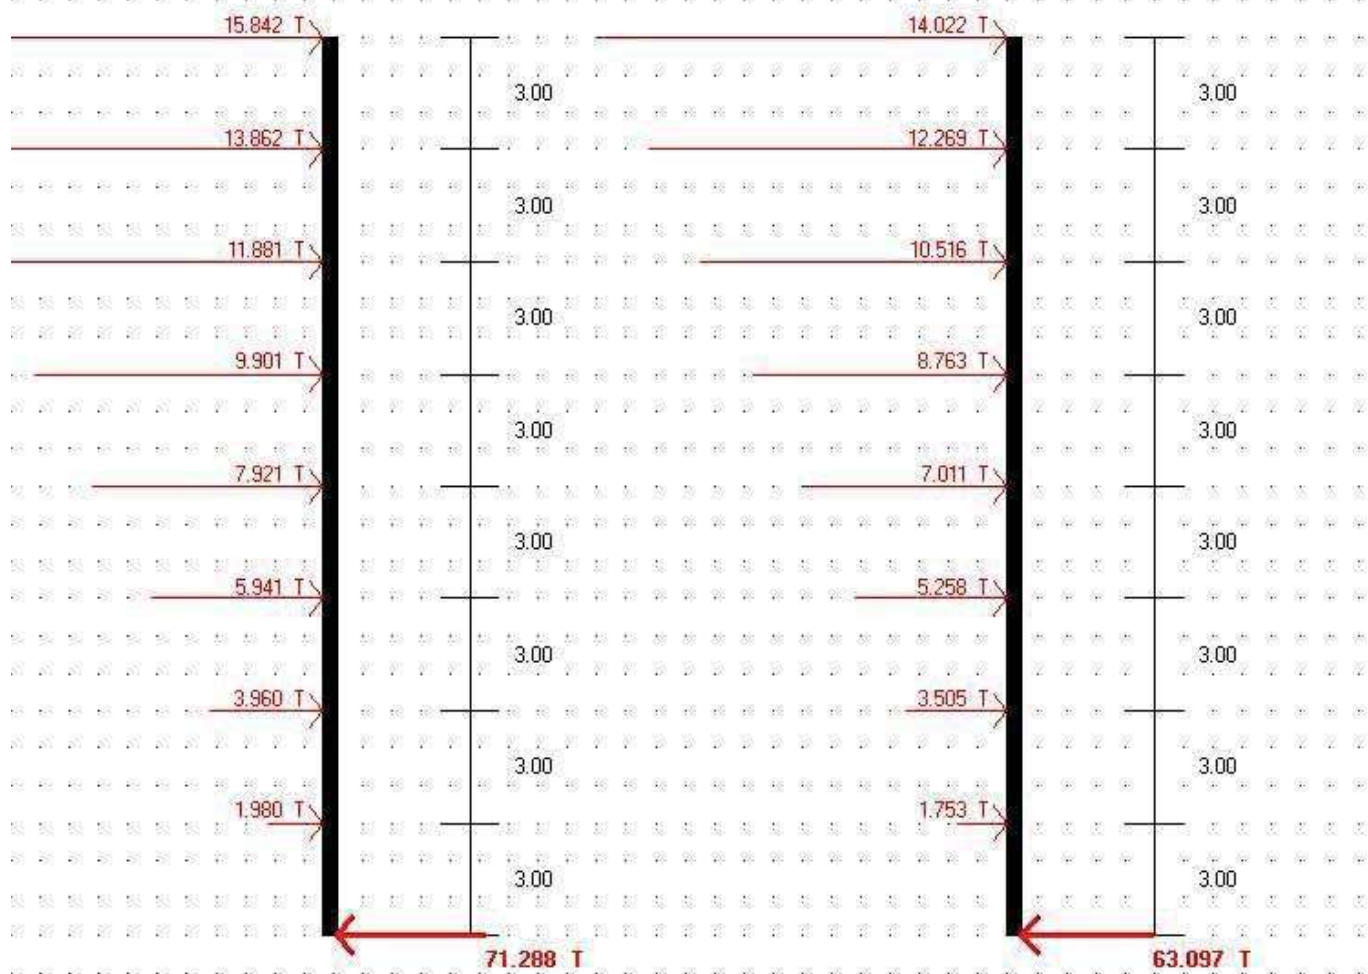 15.842 T 14.022 T
3.00 3.00
13.862 T 12.269 T
3.00 3.00
11.881 T 10.516 T
3.00 3.00
9.901 T 8.763 T
3.00 3.00
7.921 T 7.011 T
3.00 3.00
5.941 T 5.258 T
3.00 3.00
3.960 T 3.505 T
3.00 3.00
1.980 T 1.753 T
3.00 3.00
71.288 T 63.097 T